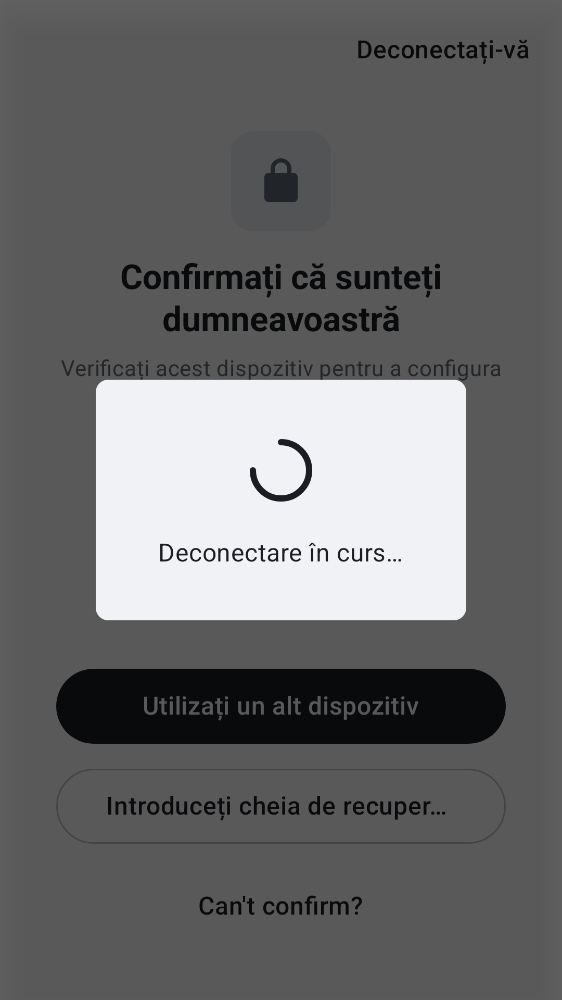 Deconectați-vă
Confirmați că sunteți
dumneavoastră
Verificați acest dispozitiv pentru a configura
Deconectare în curs…
Utilizați un alt dispozitiv
Introduceți cheia de recuper…
Can't confirm?